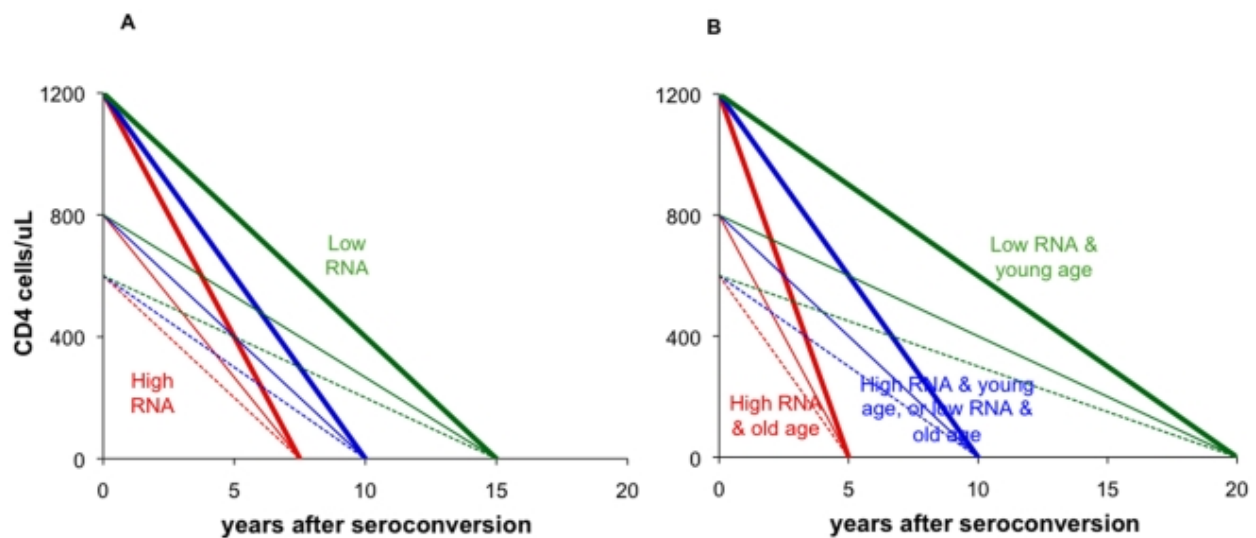 A
1200
800
400
0
CD4 cells/uL
Low
RNA
High
RNA
0 5 10 15 20
years after seroconversion
B
1200
800
400
0
Low RNA &
young age
High RNA
& old age
High RNA & young
age, or low RNA &
old age
0 5 10 15 20
years after seroconversion